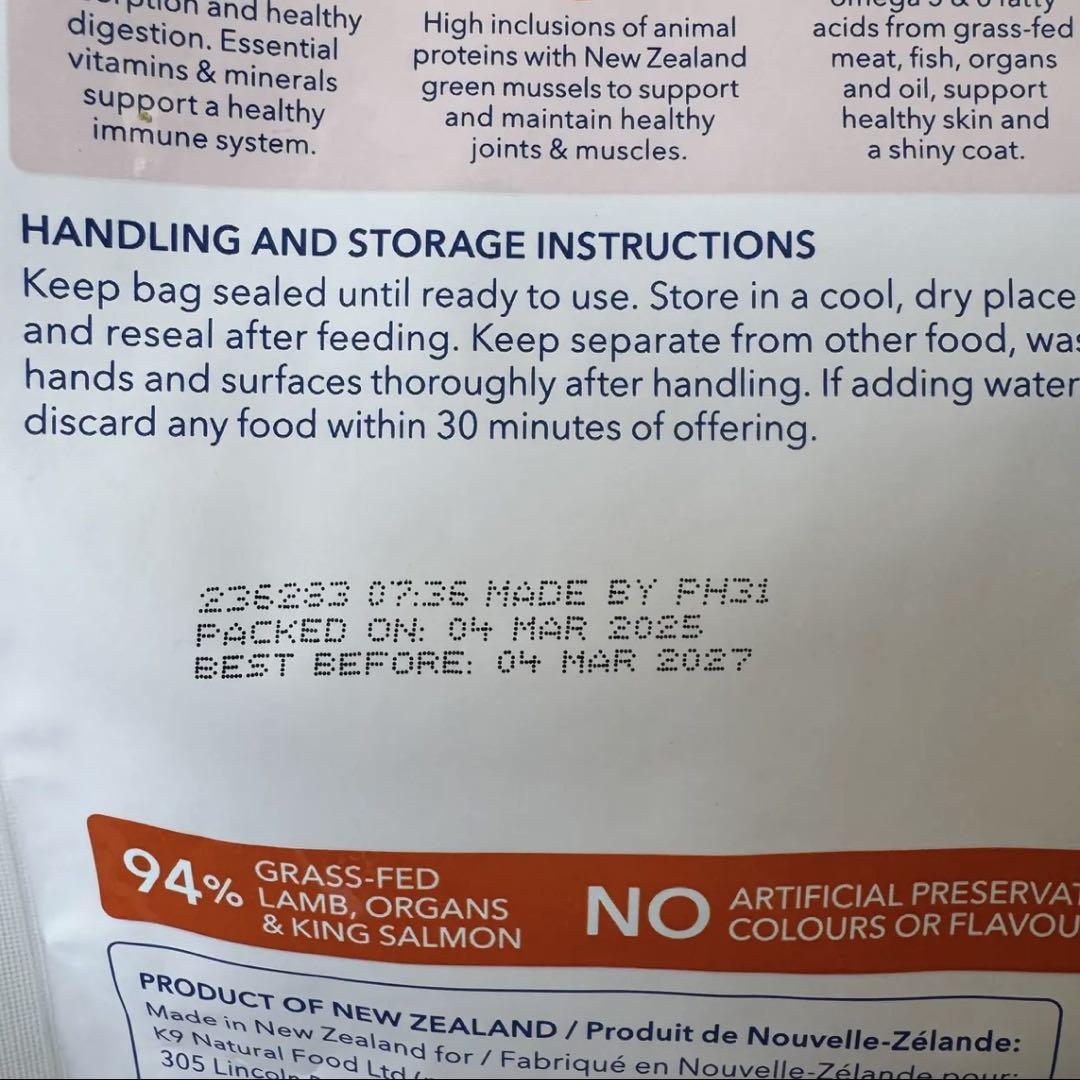 and healthy
digestion. Essential
vitamins & minerals
support a healthy
immune system.
High inclusions of animal
proteins with New Zealand
green mussels to support
and maintain healthy
joints & muscles.
acids from grass-fed
meat, fish, organs
and oil, support
healthy skin and
a shiny coat.
HANDLING AND STORAGE INSTRUCTIONS
Keep bag sealed until ready to use. Store in a cool, dry place
and reseal after feeding. Keep separate from other food, was
hands and surfaces thoroughly after handling. If adding water
discard any food within 30 minutes of offering.
236283 07:36 MADE BY PH31
PACKED ON: 04 MAR 2025
BEST BEFORE: 04 MAR 2027
94% GRASS-FED
LAMB, ORGANS
& KING SALMON
NO ARTIFICIAL PRESERVAT
COLOURS OR FLAVOU
PRODUCT OF NEW ZEALAND / Produit de Nouvelle-Zélande:
Made in New Zealand for / Fabriqué en Nouvelle-Zélande pour:
K9 Natural Food Ltd
305 Lincoln